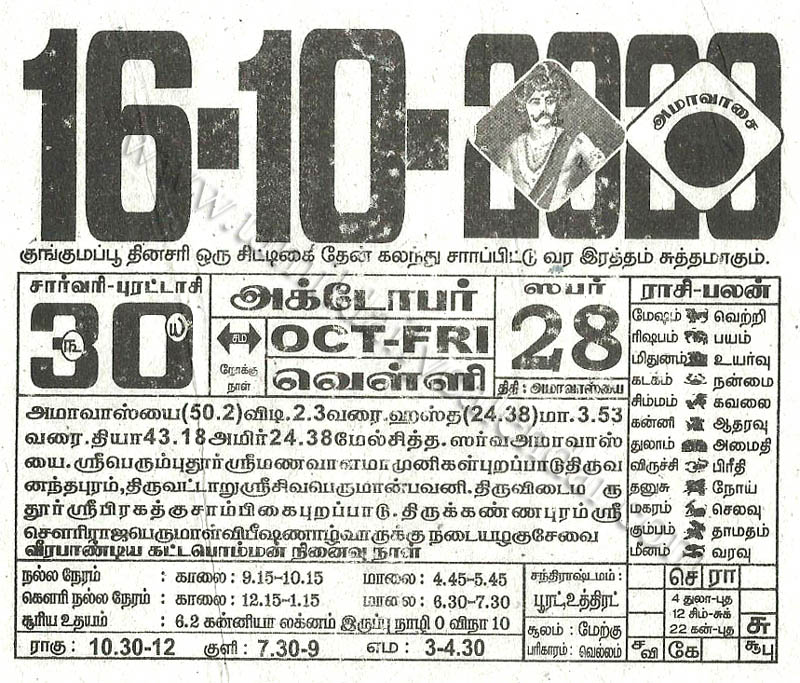 16-10-2020
அமாவாசை
குங்குமப்பூ தினசரி ஒரு சிட்டிகை தேன் கலந்து சாப்பிட்டு வர இரத்தம் சுத்தமாகும்.
சார்வரி-புரட்டாசி
30
௩ ௰
அக்டோபர்
சம
நோக்கு
நாள்
OCT-FRI
வெள்ளி
ஸபர்
28
திதி : அமாவாஸ்யை
ராசி-பலன்
மேஷம் வெற்றி
ரிஷபம் பயம்
மிதுனம் உயர்வு
கடகம் நன்மை
சிம்மம் கவலை
கன்னி ஆதரவு
துலாம் அமைதி
விருச்சி பிரீதி
தனுசு நோய்
மகரம் செலவு
கும்பம் தாமதம்
மீனம் வரவு
அமாவாஸ்யை(50.2)விடி.2.3வரை.ஹஸ்த(24.38)மா.3.53
வரை.தியா43.18அமிர்24.38மேல்சித்த.ஸர்வஅமாவாஸ்
யை.ஸ்ரீபெரும்புதூர்ஸ்ரீமணவாளமாமுனிகள்புறப்பாடுதிருவ
னந்தபுரம்,திருவட்டாறுஸ்ரீசிவபெருமான்பவனி.திருவிடைம ரு
தூர்ஸ்ரீபிரகத்குசாம்பிகைபுறப்பாடு.திருக்கண்ணபுரம்ஸ்ரீ
சௌரிராஜபெருமாள்விபீஷணாழ்வாருக்கு நடையழகுசேவை
வீரபாண்டிய கட்டபொம்மன் நினைவு நாள்
நல்ல நேரம் : காலை : 9.15-10.15 மாலை : 4.45-5.45
கௌரி நல்ல நேரம் : காலை : 12.15-1.15 மாலை : 6.30-7.30
சூரிய உதயம் : 6.2 கன்னியா லக்னம் இருப்பு நாழி 0 விநா 10
ராகு : 10.30-12 குளி : 7.30-9 எம : 3-4.30
சந்திராஷ்டமம் :
பூரட்,உத்திரட்
சூலம் : மேற்கு
பரிகாரம் : வெல்லம்
செ ரா
4 துலா-புத
12 சிம்-சுக்
22 கன்-புத
சு
ச வி
கே
சூ பு